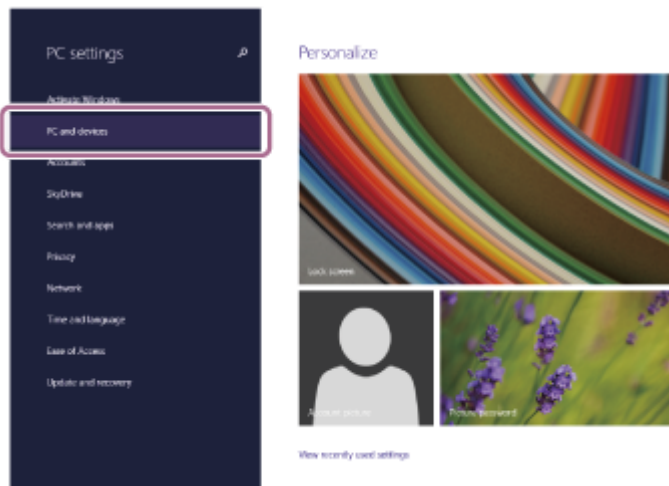 PC settings
Activate Windows
PC and devices
Accounts
SkyDrive
Search and apps
Privacy
Network
Time and language
Ease of Access
Update and recovery
Personalize
Lock screen
Account picture
Picture password
View recently used settings